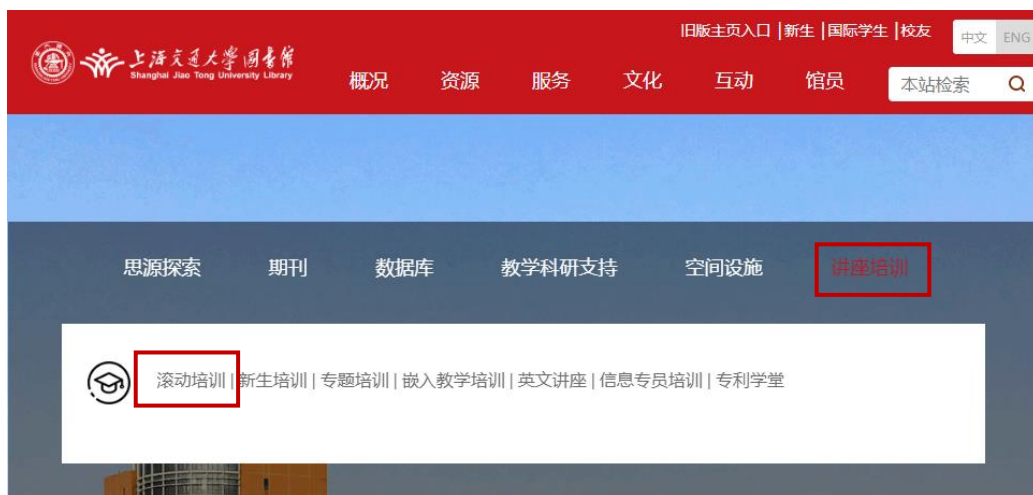 旧版主页入口 | 新生 | 国际学生 | 校友 中文 ENG
上海交通大学图书馆
Shanghai Jiao Tong University Library
概况 资源 服务 文化 互动 馆员 本站检索
思源探索 期刊 数据库 教学科研支持 空间设施 讲座培训
滚动培训 | 新生培训 | 专题培训 | 嵌入教学培训 | 英文讲座 | 信息专员培训 | 专利学堂